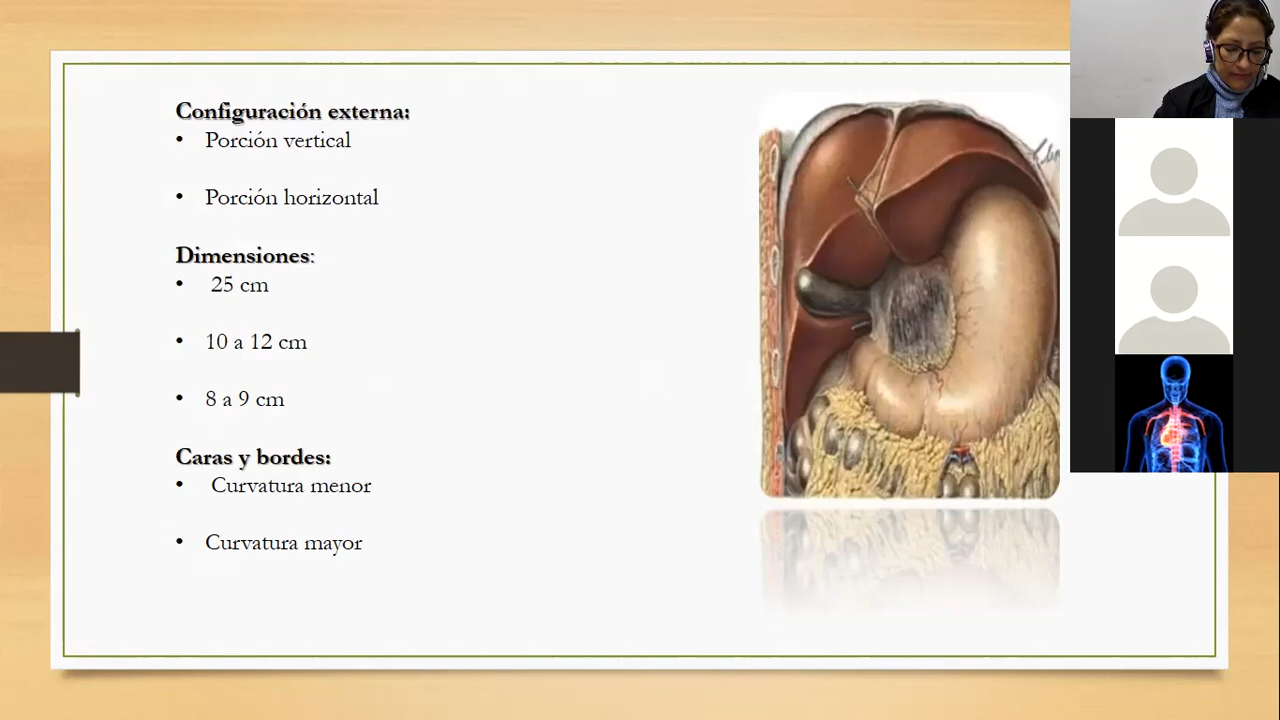 Configuración externa:
• Porción vertical
• Porción horizontal
Dimensiones:
• 25 cm
• 10 a 12 cm
• 8 a 9 cm
Caras y bordes:
• Curvatura menor
• Curvatura mayor